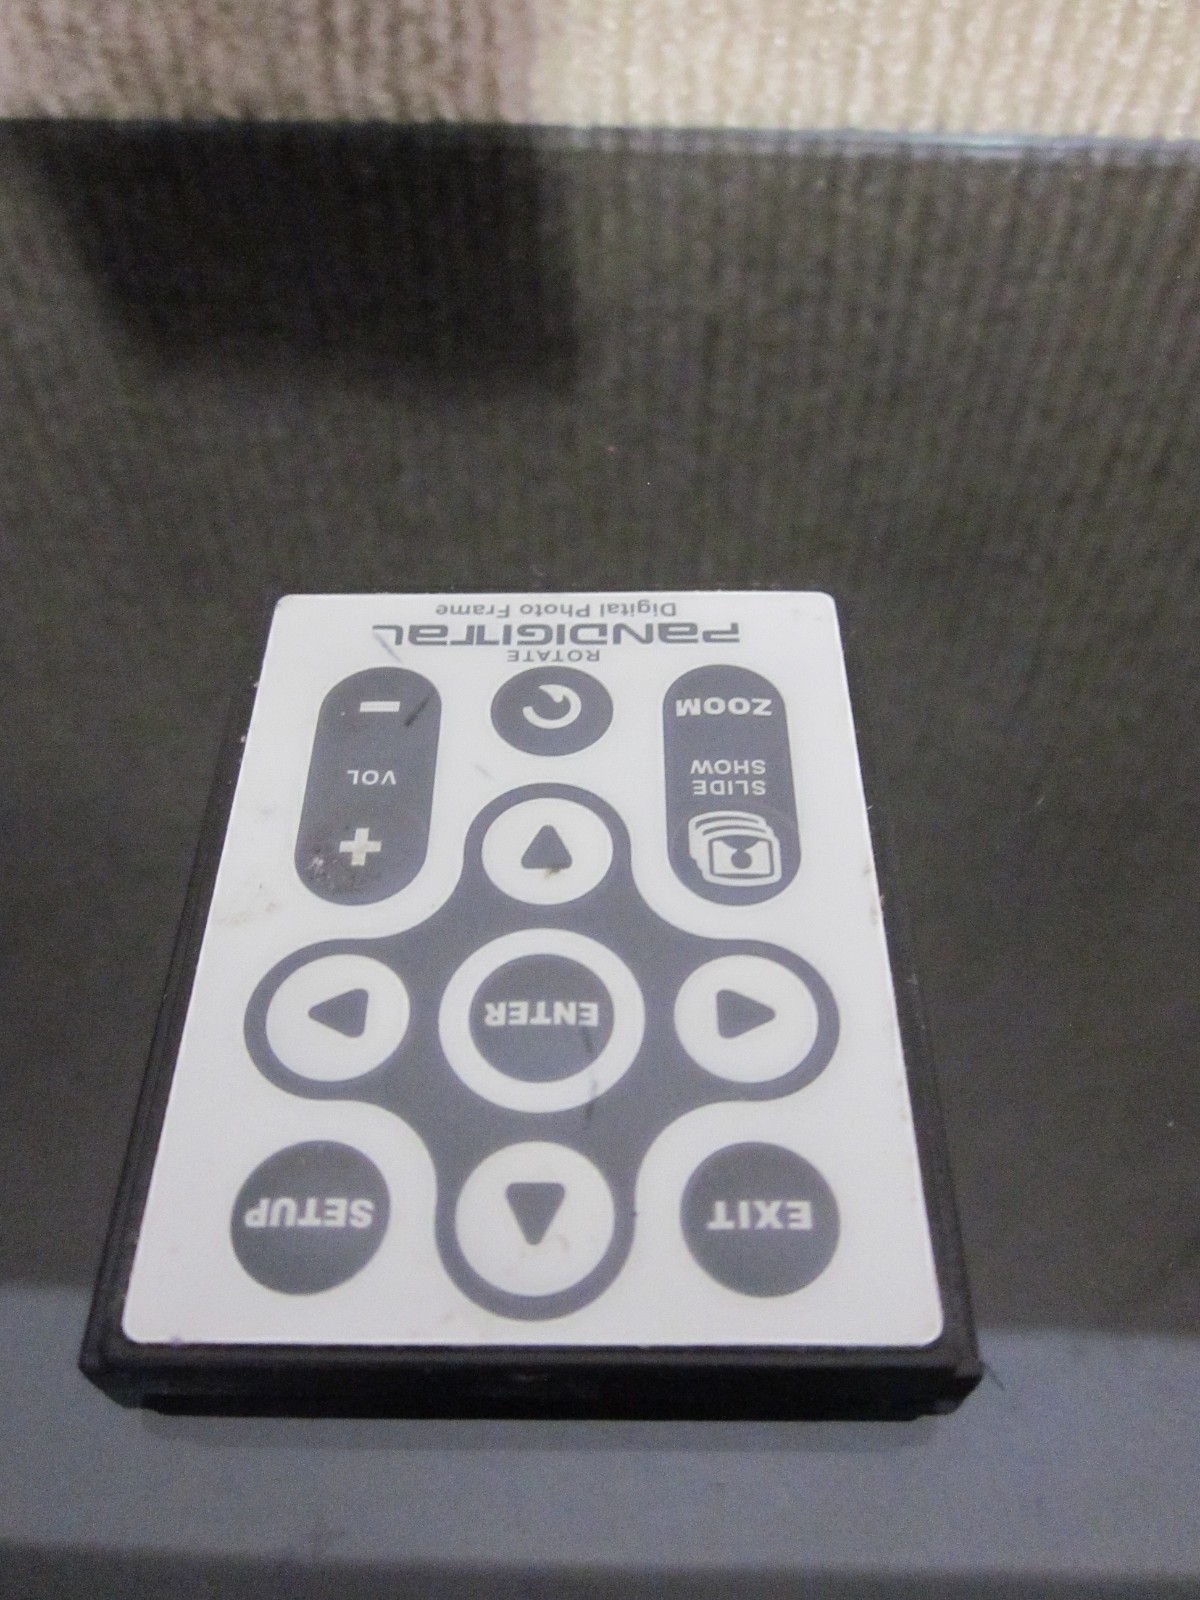 EXIT
SETUP
ENTER
SLIDE
SHOW
ZOOM
+
VOL
-
ROTATE
PANDIGITAL
Digital Photo Frame